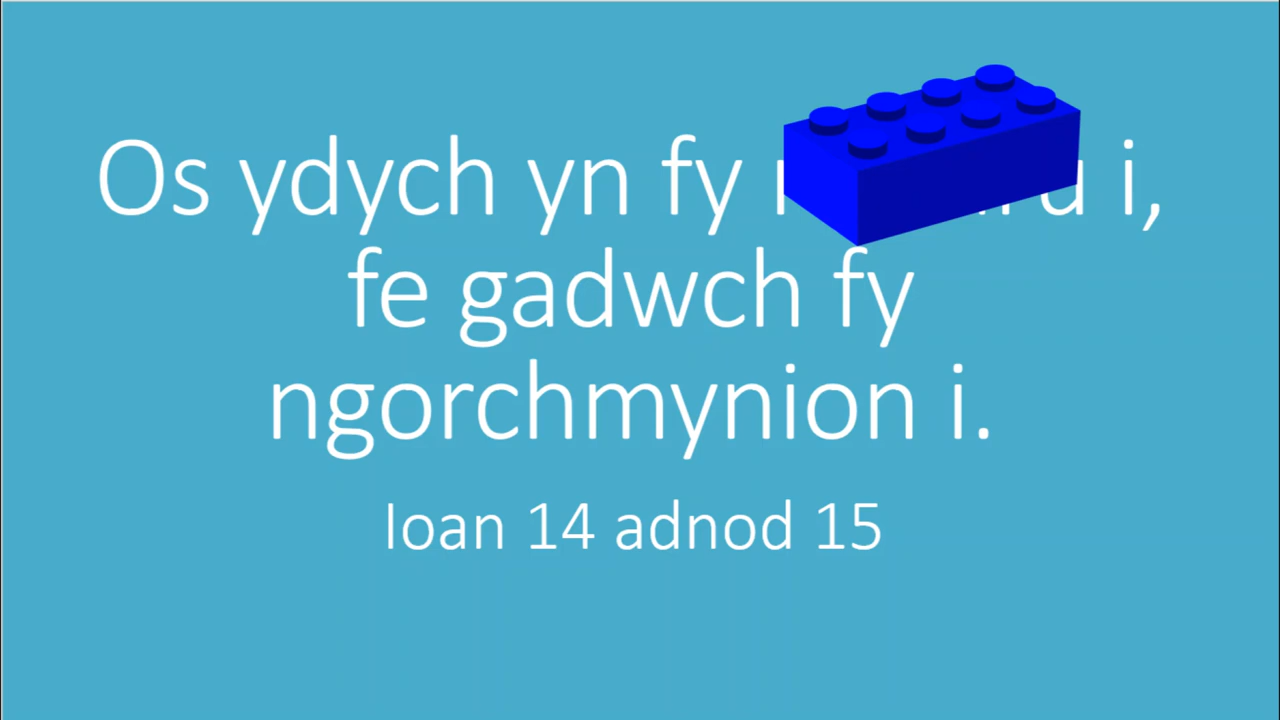 Os ydych yn fy i,
fe gadwch fy
ngorchmynion i.
Ioan 14 adnod 15